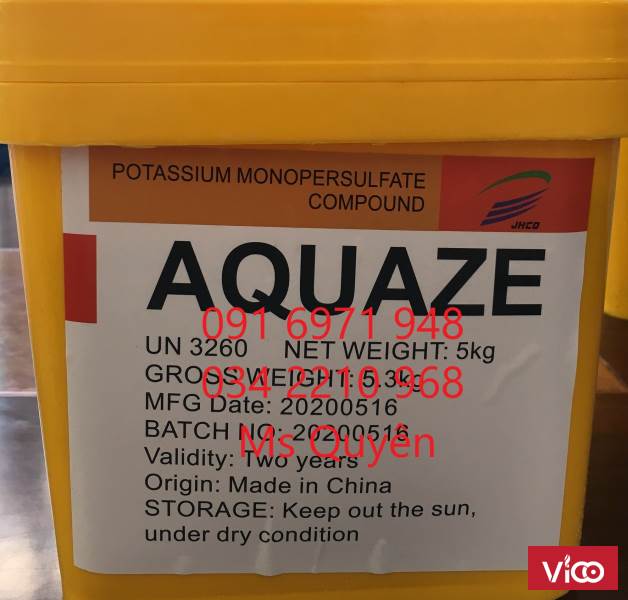 POTASSIUM MONOPERSULFATE
COMPOUND
JHCO
AQUAZE
091 6971 948
UN 3260 NET WEIGHT: 5kg
GROSS WEIGHT: 5.3kg
034 2210 968
MFG Date: 20200516
BATCH NO: 20200516
Ms Quyên
Validity: Two years
Origin: Made in China
STORAGE: Keep out the sun,
under dry condition
Vico